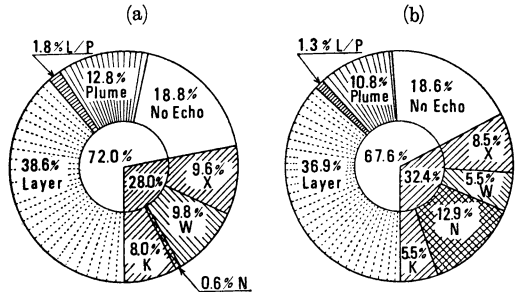 (a)
1.8% L/P
12.8%
Plume
18.8%
No Echo
38.6%
Layer
72.0%
28.0%
9.6%
X
9.8%
W
8.0%
K
0.6% N
(b)
1.3% L/P
10.8%
Plume
18.6%
No Echo
36.9%
Layer
67.6%
32.4%
8.5%
X
5.5%
W
12.9%
N
5.5%
K